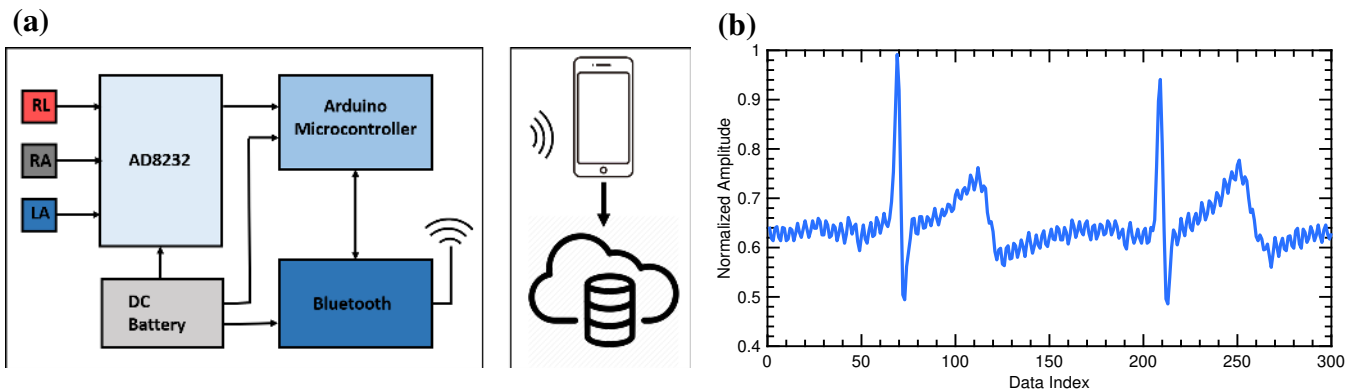 (a)
RL
RA
LA
AD8232
Arduino
Microcontroller
DC
Battery
Bluetooth
(b)
Normalized Amplitude
1
0.9
0.8
0.7
0.6
0.5
0.4
0
50
100
150
200
250
300
Data Index